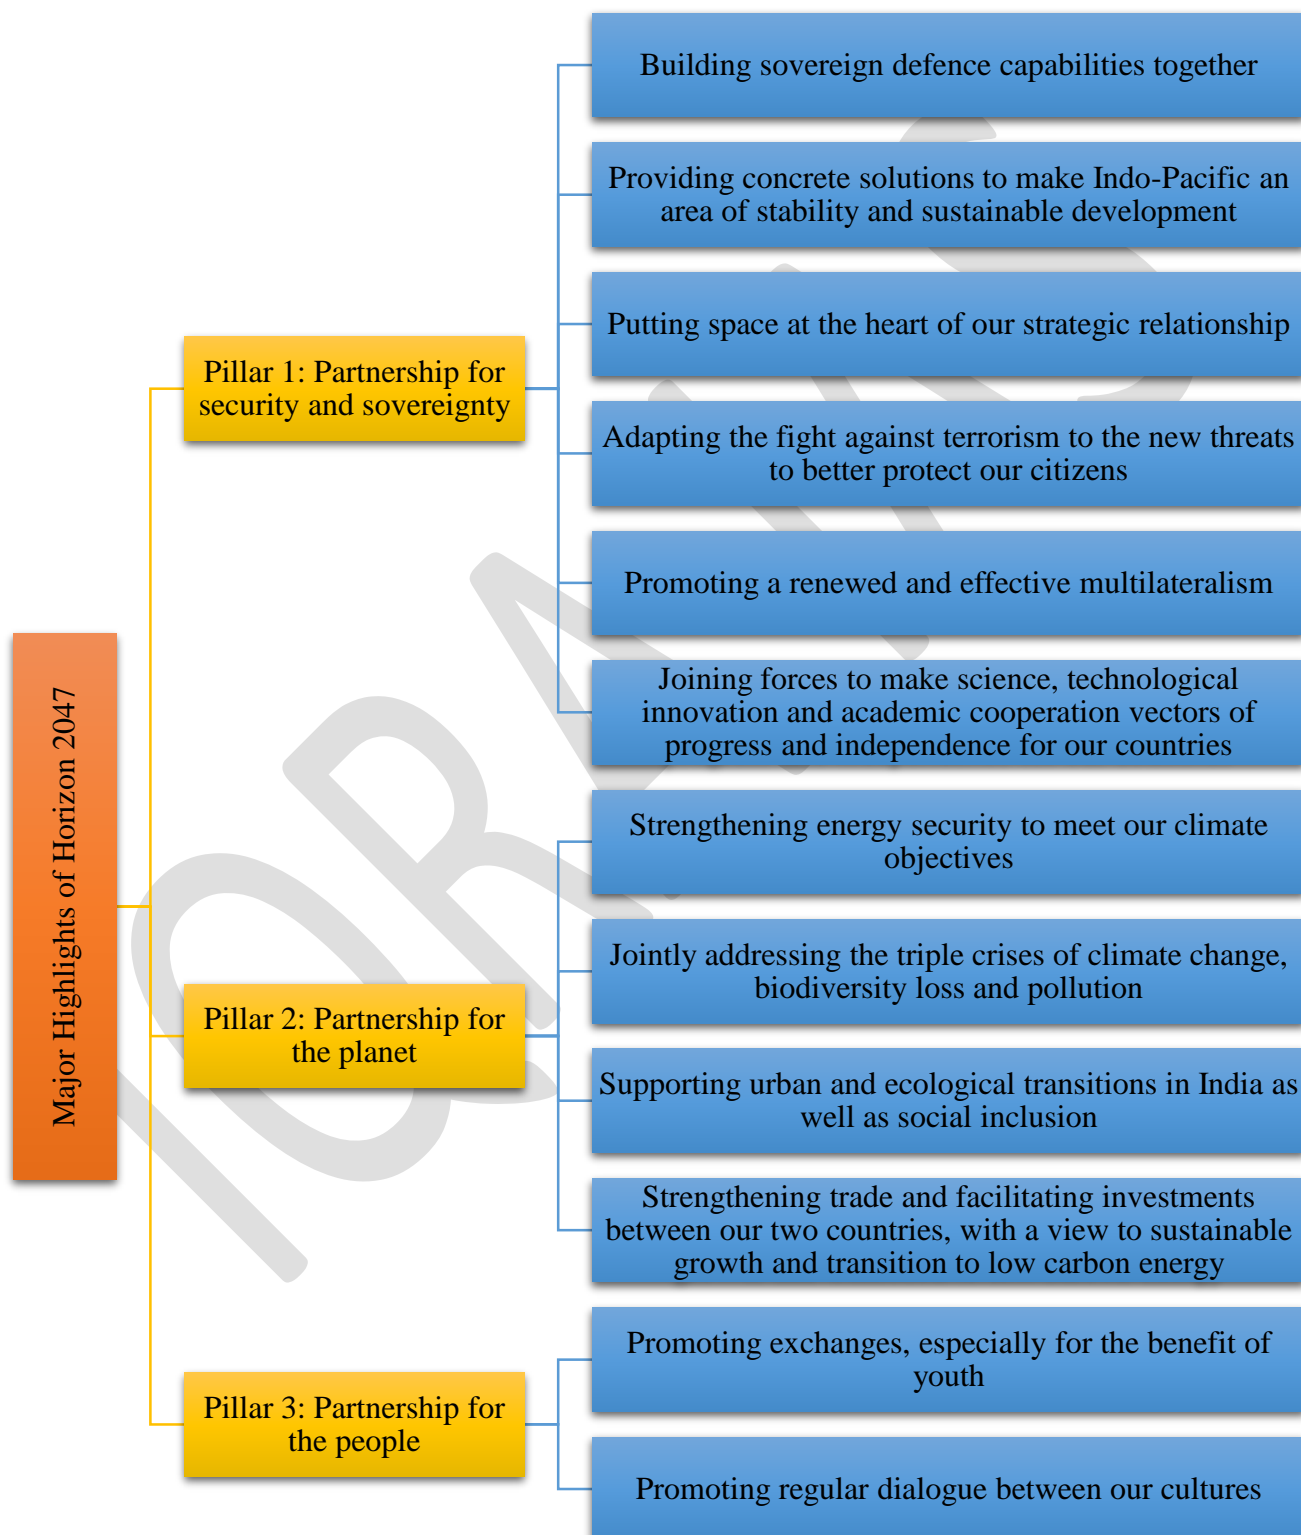 Building sovereign defence capabilities together
Providing concrete solutions to make Indo-Pacific an
area of stability and sustainable development
Putting space at the heart of our strategic relationship
Pillar 1: Partnership for
security and sovereignty
Adapting the fight against terrorism to the new threats
to better protect our citizens
Promoting a renewed and effective multilateralism
Joining forces to make science, technological
innovation and academic cooperation vectors of
progress and independence for our countries
Major Highlights of Horizon 2047
Strengthening energy security to meet our climate
objectives
Jointly addressing the triple crises of climate change,
biodiversity loss and pollution
Pillar 2: Partnership for
the planet
Supporting urban and ecological transitions in India as
well as social inclusion
Strengthening trade and facilitating investments
between our two countries, with a view to sustainable
growth and transition to low carbon energy
Promoting exchanges, especially for the benefit of
youth
Pillar 3: Partnership for
the people
Promoting regular dialogue between our cultures